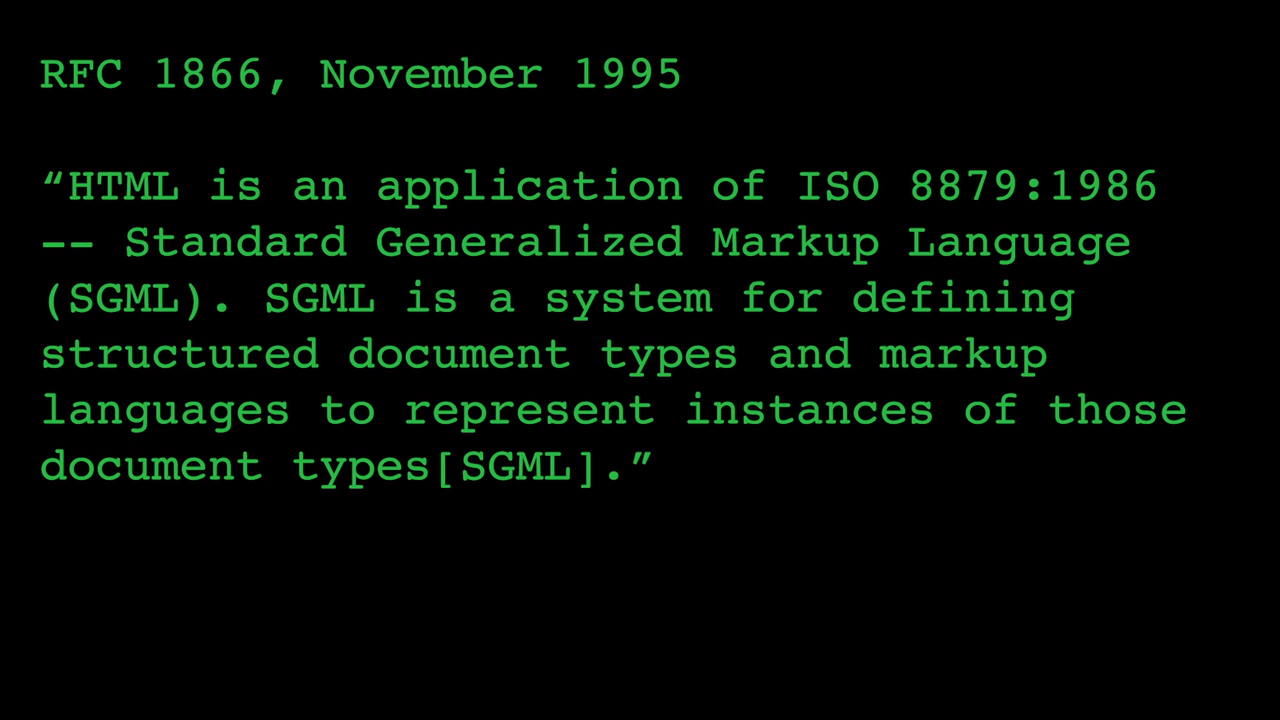 RFC 1866, November 1995
“HTML is an application of ISO 8879:1986
-- Standard Generalized Markup Language
(SGML). SGML is a system for defining
structured document types and markup
languages to represent instances of those
document types[SGML].”